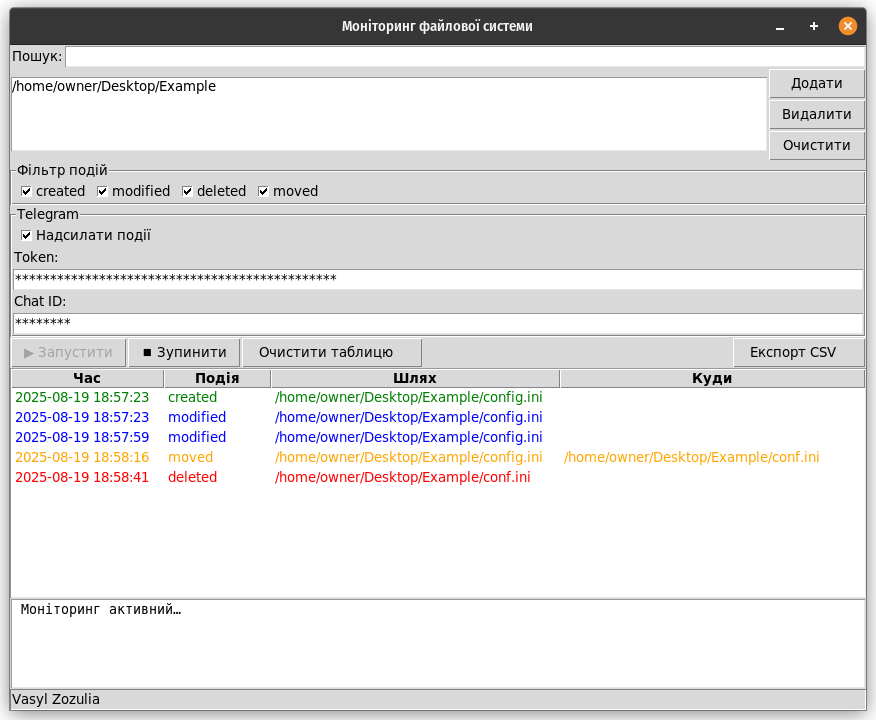 Моніторинг файлової системи
Пошук:
/home/owner/Desktop/Example
Додати
Видалити
Очистити
Фільтр подій
created modified deleted moved
Telegram
Надсилати події
Token:
**********************************************
Chat ID:
********
▶ Запустити ■ Зупинити Очистити таблицю Експорт CSV
Час Подія Шлях Куди
2025-08-19 18:57:23 created /home/owner/Desktop/Example/config.ini
2025-08-19 18:57:23 modified /home/owner/Desktop/Example/config.ini
2025-08-19 18:57:59 modified /home/owner/Desktop/Example/config.ini
2025-08-19 18:58:16 moved /home/owner/Desktop/Example/config.ini /home/owner/Desktop/Example/conf.ini
2025-08-19 18:58:41 deleted /home/owner/Desktop/Example/conf.ini
Моніторинг активний…
Vasyl Zozulia